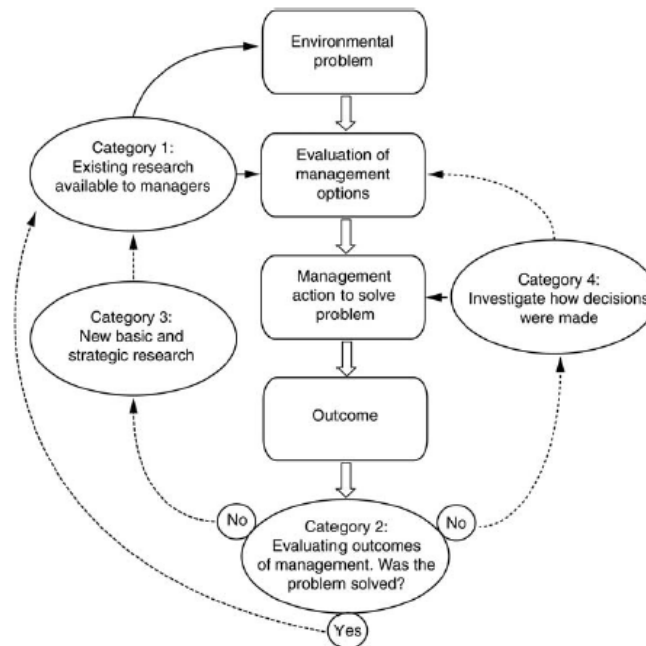 Environmental
problem
Category 1:
Existing research
available to managers
Evaluation of
management
options
Management
action to solve
problem
Category 4:
Investigate how decisions
were made
Category 3:
New basic and
strategic research
Outcome
No
No
Category 2:
Evaluating outcomes
of management. Was the
problem solved?
Yes